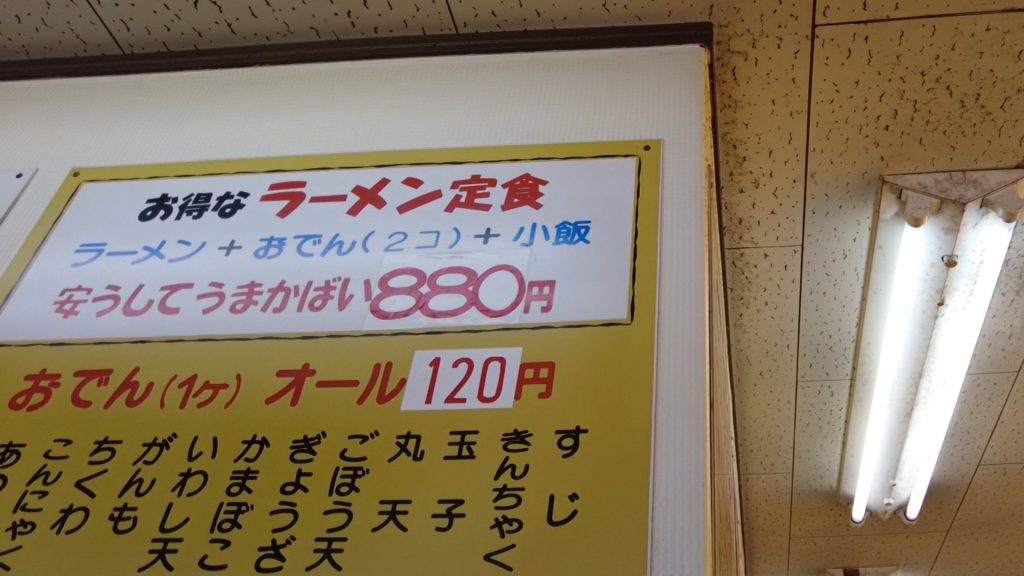 お得なラーメン定食
ラーメン+おでん(2コ)+小飯
安うしてうまかばい880円
おでん(1ヶ) オール120円
すじ
きんちゃく
玉子
丸天
ごぼう天
ぎょうざ
かまぼこ
いわし天
がんも
ちくわ
こんにゃく